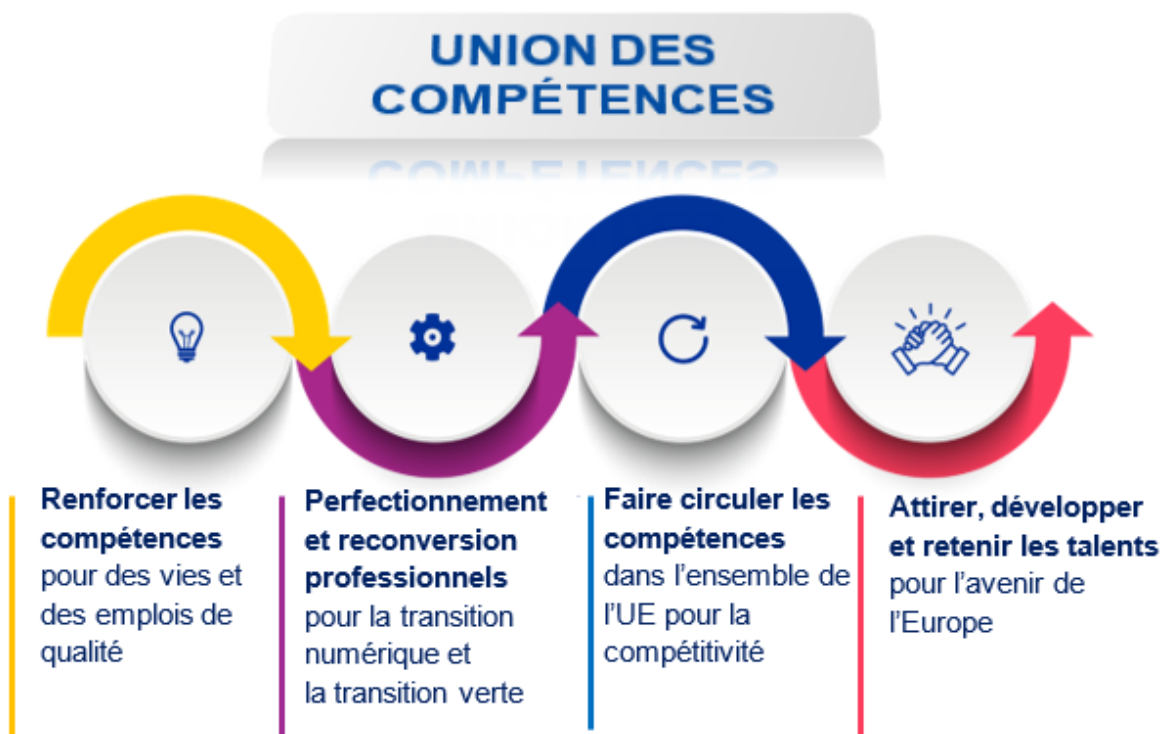 UNION DES
COMPÉTENCES
Renforcer les
compétences
pour des vies et
des emplois de
qualité
Perfectionnement
et reconversion
professionnels
pour la transition
numérique et
la transition verte
Faire circuler les
compétences
dans l’ensemble de
l’UE pour la
compétitivité
Attirer, développer
et retenir les talents
pour l’avenir de
l’Europe